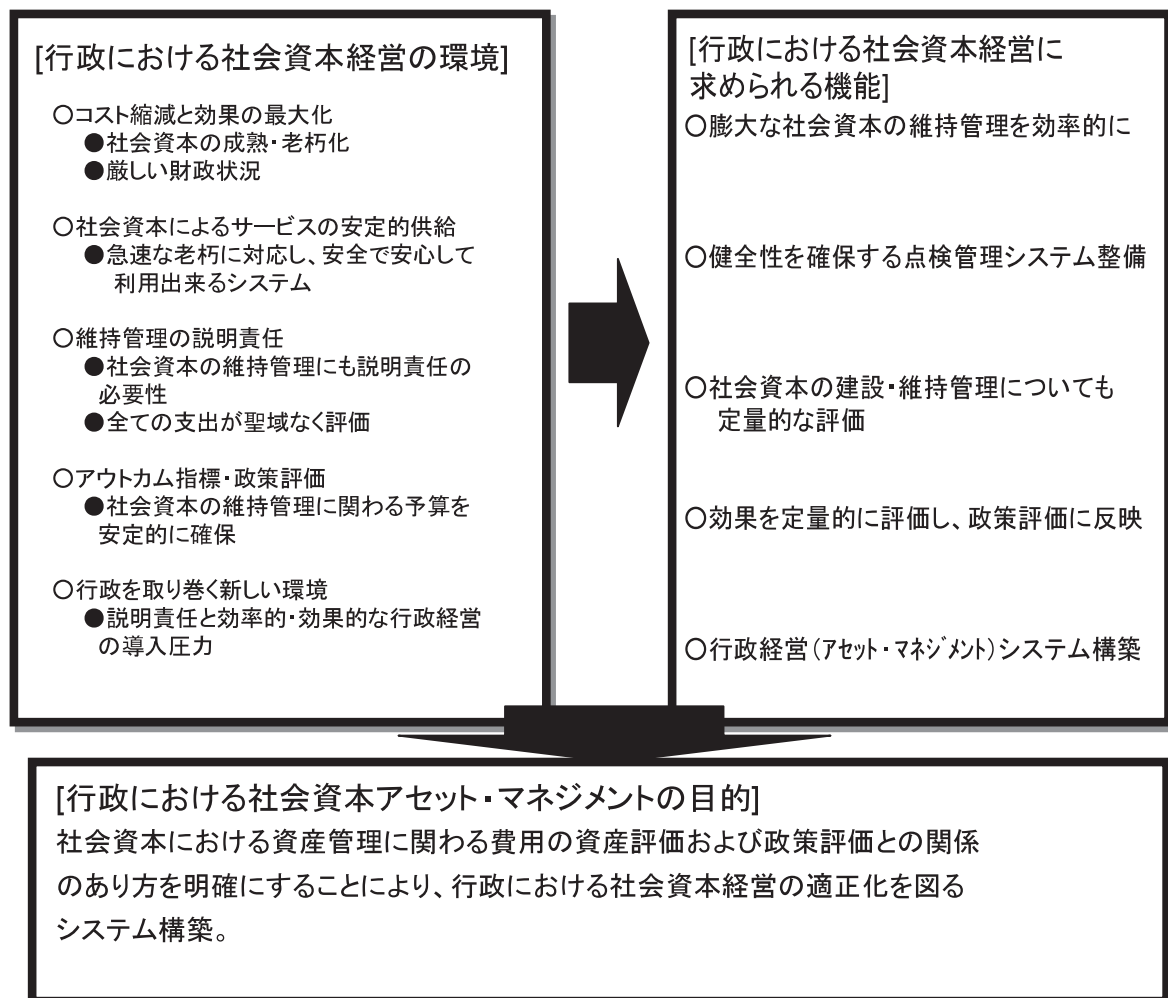 [行政における社会資本経営の環境]
○コスト縮減と効果の最大化
●社会資本の成熟・老朽化
●厳しい財政状況
○社会資本によるサービスの安定的供給
●急速な老朽に対応し、安全で安心して
利用出来るシステム
○維持管理の説明責任
●社会資本の維持管理にも説明責任の
必要性
●全ての支出が聖域なく評価
○アウトカム指標・政策評価
●社会資本の維持管理に関わる予算を
安定的に確保
○行政を取り巻く新しい環境
●説明責任と効率的・効果的な行政経営
の導入圧力
[行政における社会資本経営に
求められる機能]
○膨大な社会資本の維持管理を効率的に
○健全性を確保する点検管理システム整備
○社会資本の建設・維持管理についても
定量的な評価
○効果を定量的に評価し、政策評価に反映
○行政経営(アセット・マネジメント)システム構築
[行政における社会資本アセット・マネジメントの目的]
社会資本における資産管理に関わる費用の資産評価および政策評価との関係
のあり方を明確にすることにより、行政における社会資本経営の適正化を図る
システム構築。